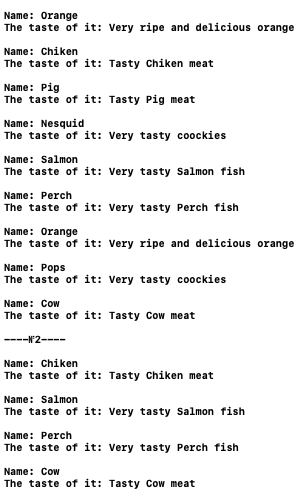 Name: Orange
The taste of it: Very ripe and delicious orange
Name: Chiken
The taste of it: Tasty Chiken meat
Name: Pig
The taste of it: Tasty Pig meat
Name: Nesquid
The taste of it: Very tasty coockies
Name: Salmon
The taste of it: Very tasty Salmon fish
Name: Perch
The taste of it: Very tasty Perch fish
Name: Orange
The taste of it: Very ripe and delicious orange
Name: Pops
The taste of it: Very tasty coockies
Name: Cow
The taste of it: Tasty Cow meat
----№2----
Name: Chiken
The taste of it: Tasty Chiken meat
Name: Salmon
The taste of it: Very tasty Salmon fish
Name: Perch
The taste of it: Very tasty Perch fish
Name: Cow
The taste of it: Tasty Cow meat